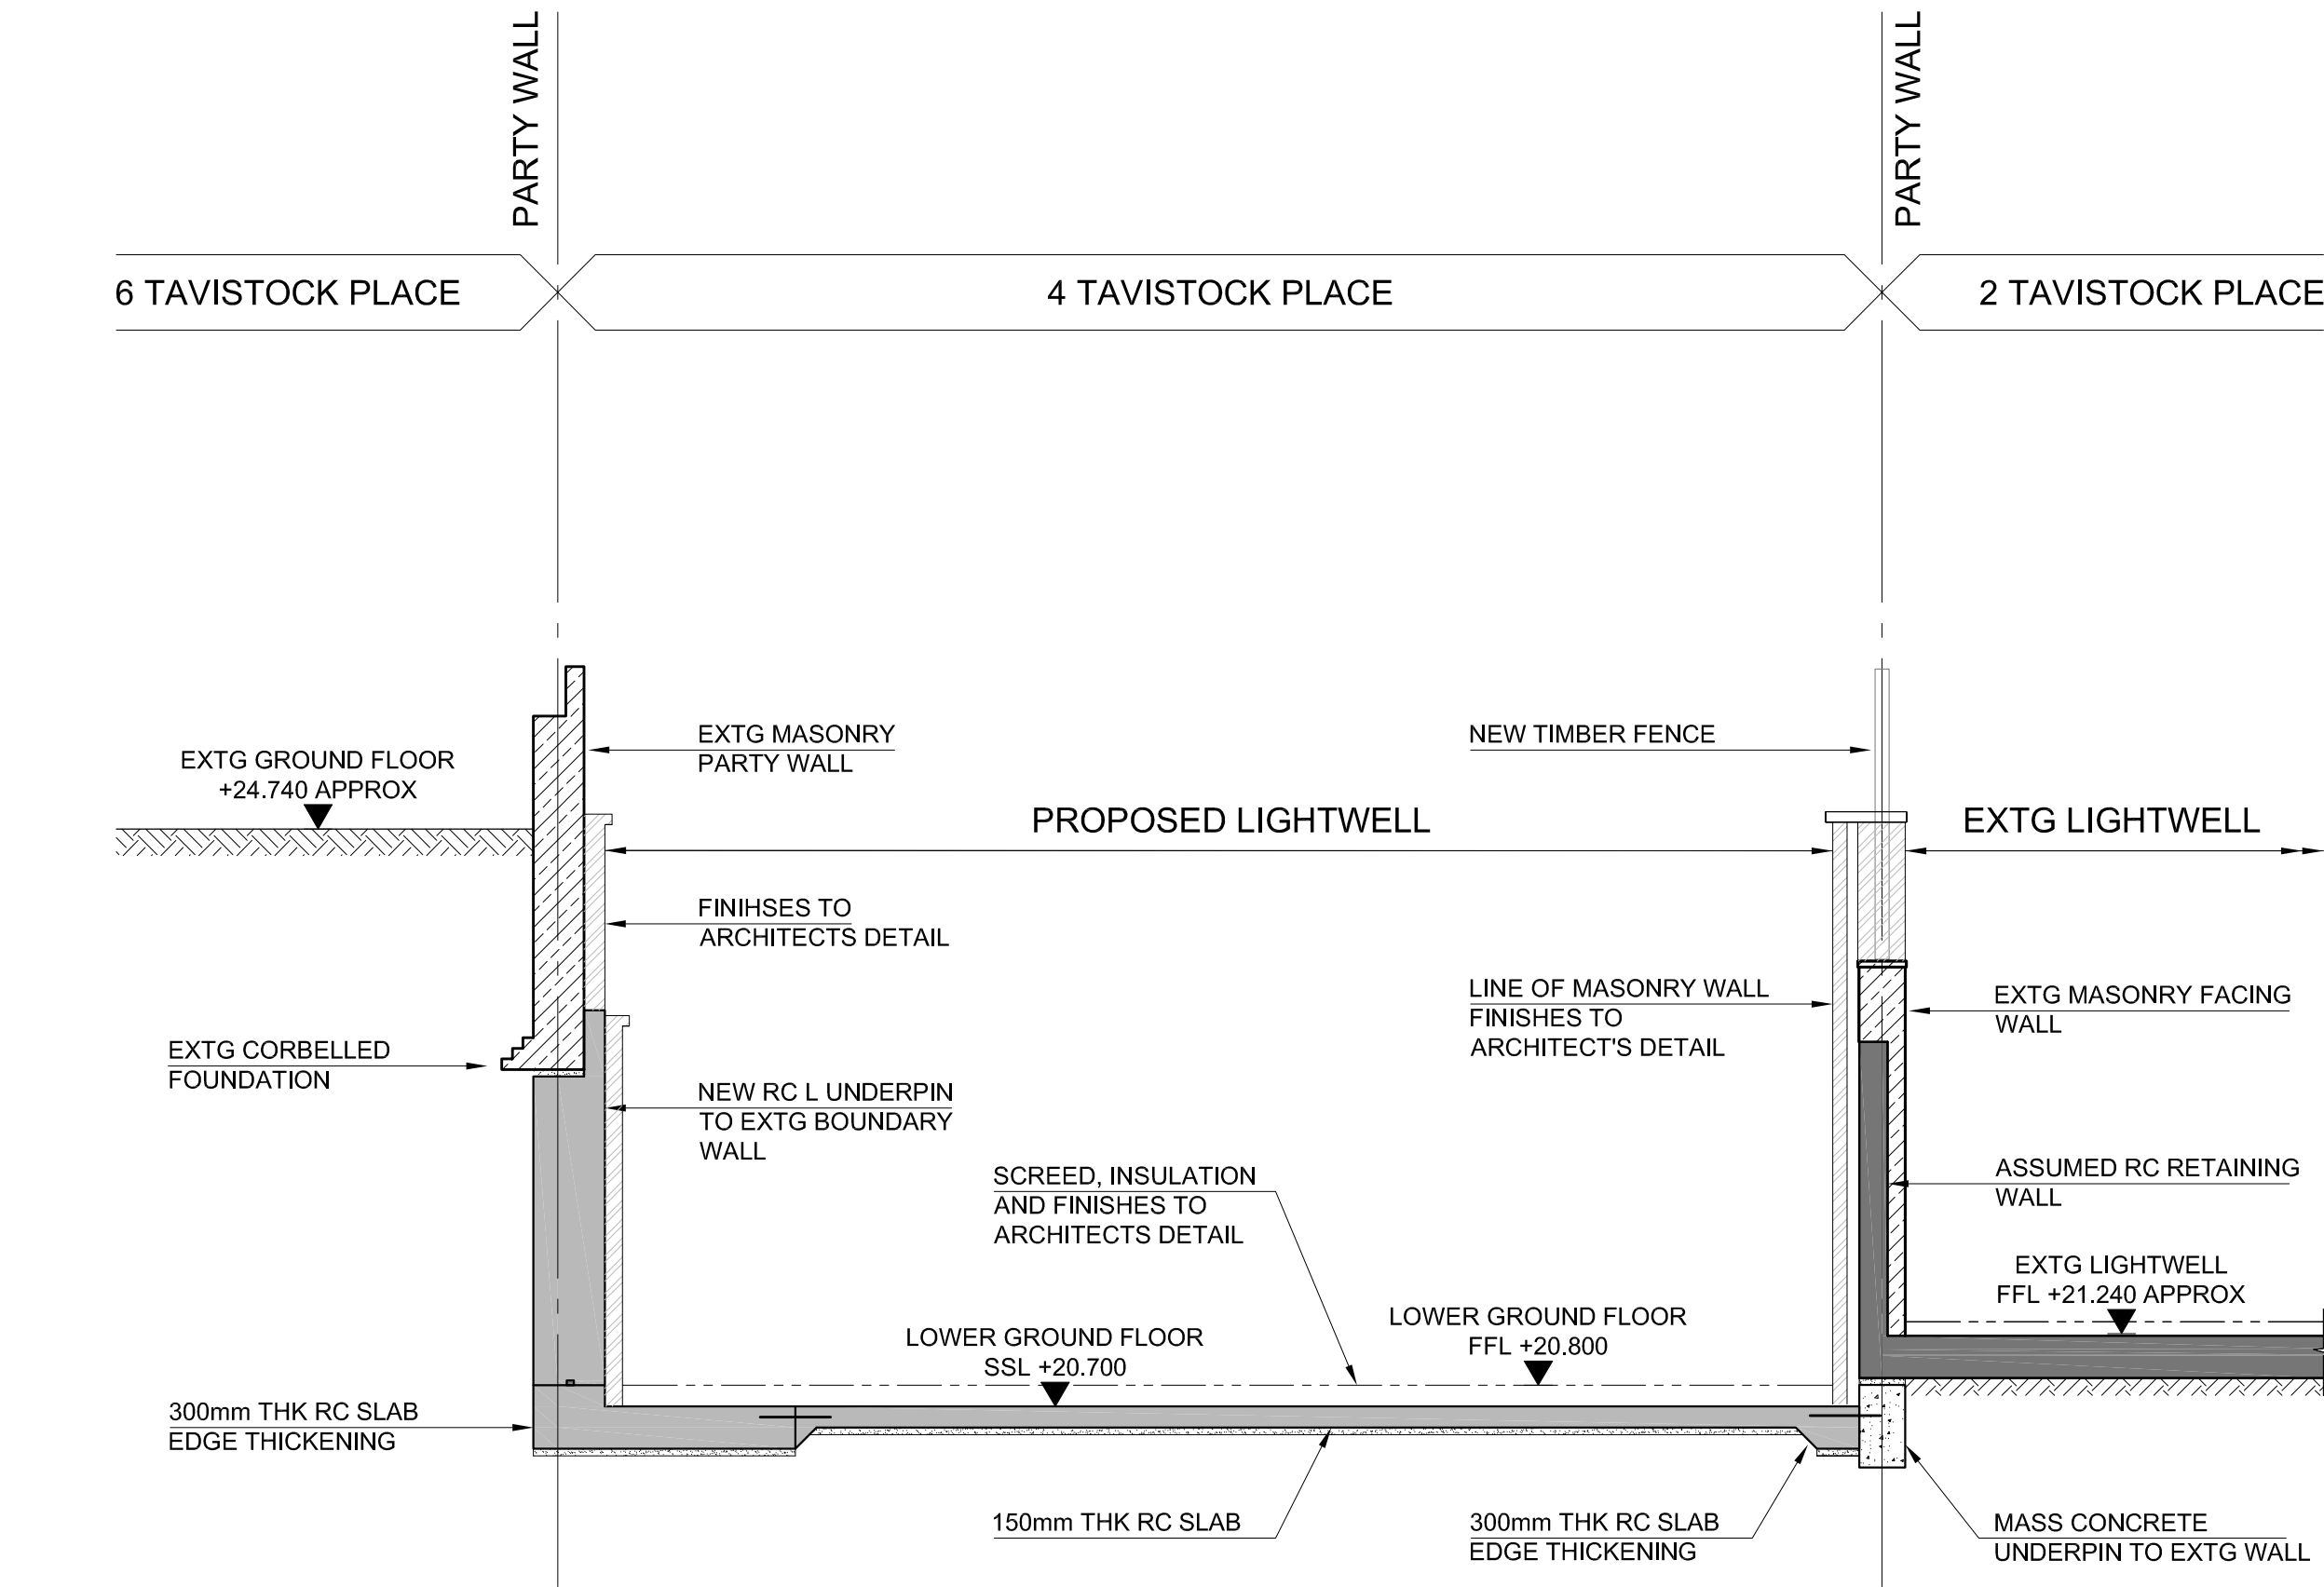 PARTY WALL
PARTY WALL
6 TAVISTOCK PLACE
4 TAVISTOCK PLACE
2 TAVISTOCK PLACE
EXTG GROUND FLOOR
+24.740 APPROX
EXTG MASONRY
PARTY WALL
NEW TIMBER FENCE
PROPOSED LIGHTWELL
EXTG LIGHTWELL
FINIHSES TO
ARCHITECTS DETAIL
LINE OF MASONRY WALL
FINISHES TO
ARCHITECT'S DETAIL
EXTG MASONRY FACING
WALL
EXTG CORBELLED
FOUNDATION
NEW RC L UNDERPIN
TO EXTG BOUNDARY
WALL
SCREED, INSULATION
AND FINISHES TO
ARCHITECTS DETAIL
ASSUMED RC RETAINING
WALL
EXTG LIGHTWELL
FFL +21.240 APPROX
LOWER GROUND FLOOR
SSL +20.700
LOWER GROUND FLOOR
FFL +20.800
300mm THK RC SLAB
EDGE THICKENING
150mm THK RC SLAB
300mm THK RC SLAB
EDGE THICKENING
MASS CONCRETE
UNDERPIN TO EXTG WALL